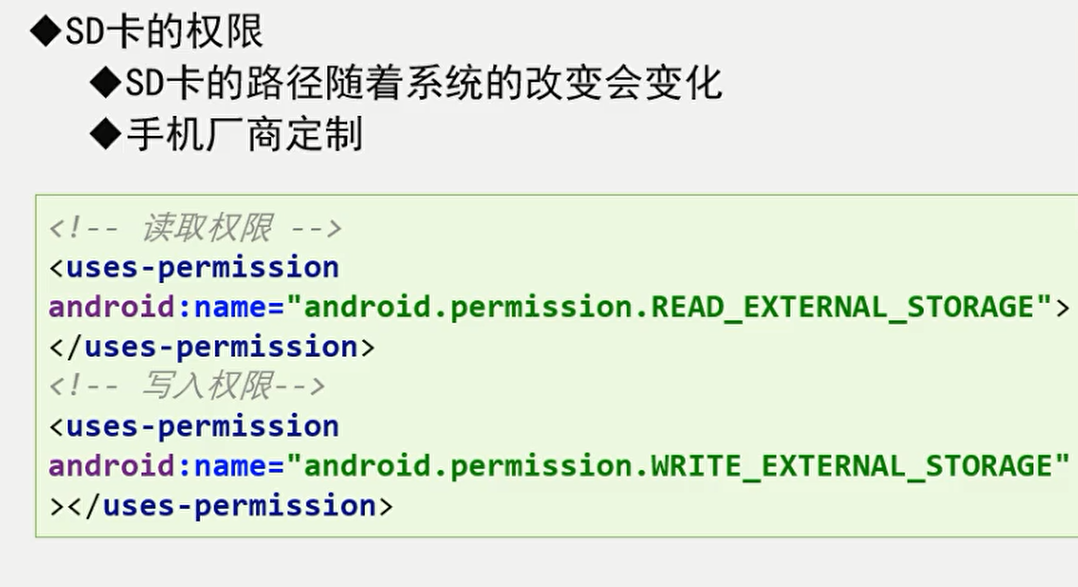 ◆SD卡的权限
◆SD卡的路径随着系统的改变会变化
◆手机厂商定制
<!-- 读取权限 -->
<uses-permission
android:name="android.permission.READ_EXTERNAL_STORAGE">
</uses-permission>
<!-- 写入权限-->
<uses-permission
android:name="android.permission.WRITE_EXTERNAL_STORAGE"
></uses-permission>